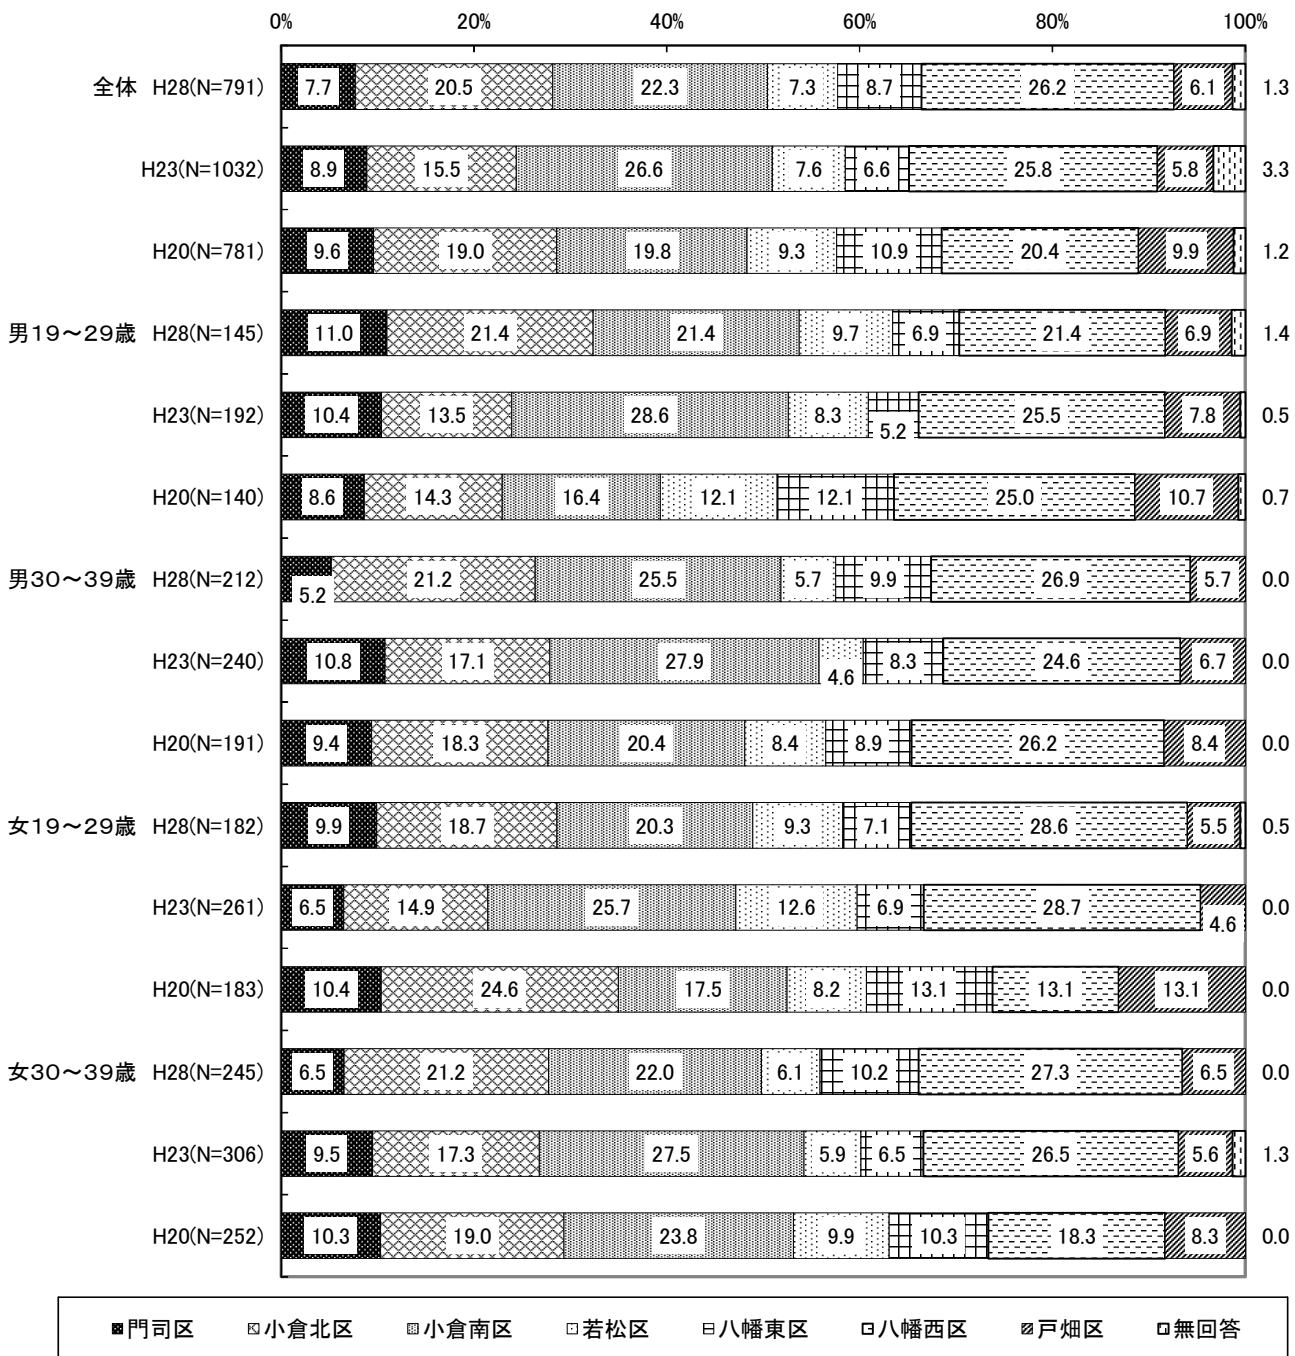 0% 20% 40% 60% 80% 100%
全体 H28(N=791) 7.7 20.5 22.3 7.3 8.7 26.2 6.1 1.3
H23(N=1032) 8.9 15.5 26.6 7.6 6.6 25.8 5.8 3.3
H20(N=781) 9.6 19.0 19.8 9.3 10.9 20.4 9.9 1.2
男19～29歳 H28(N=145) 11.0 21.4 21.4 9.7 6.9 21.4 6.9 1.4
H23(N=192) 10.4 13.5 28.6 8.3 5.2 25.5 7.8 0.5
H20(N=140) 8.6 14.3 16.4 12.1 12.1 25.0 10.7 0.7
男30～39歳 H28(N=212) 5.2 21.2 25.5 5.7 9.9 26.9 5.7 0.0
H23(N=240) 10.8 17.1 27.9 4.6 8.3 24.6 6.7 0.0
H20(N=191) 9.4 18.3 20.4 8.4 8.9 26.2 8.4 0.0
女19～29歳 H28(N=182) 9.9 18.7 20.3 9.3 7.1 28.6 5.5 0.5
H23(N=261) 6.5 14.9 25.7 12.6 6.9 28.7 4.6 0.0
H20(N=183) 10.4 24.6 17.5 8.2 13.1 13.1 13.1 0.0
女30～39歳 H28(N=245) 6.5 21.2 22.0 6.1 10.2 27.3 6.5 0.0
H23(N=306) 9.5 17.3 27.5 5.9 6.5 26.5 5.6 1.3
H20(N=252) 10.3 19.0 23.8 9.9 10.3 18.3 8.3 0.0
門司区 小倉北区 小倉南区 若松区 八幡東区 八幡西区 戸畑区 無回答